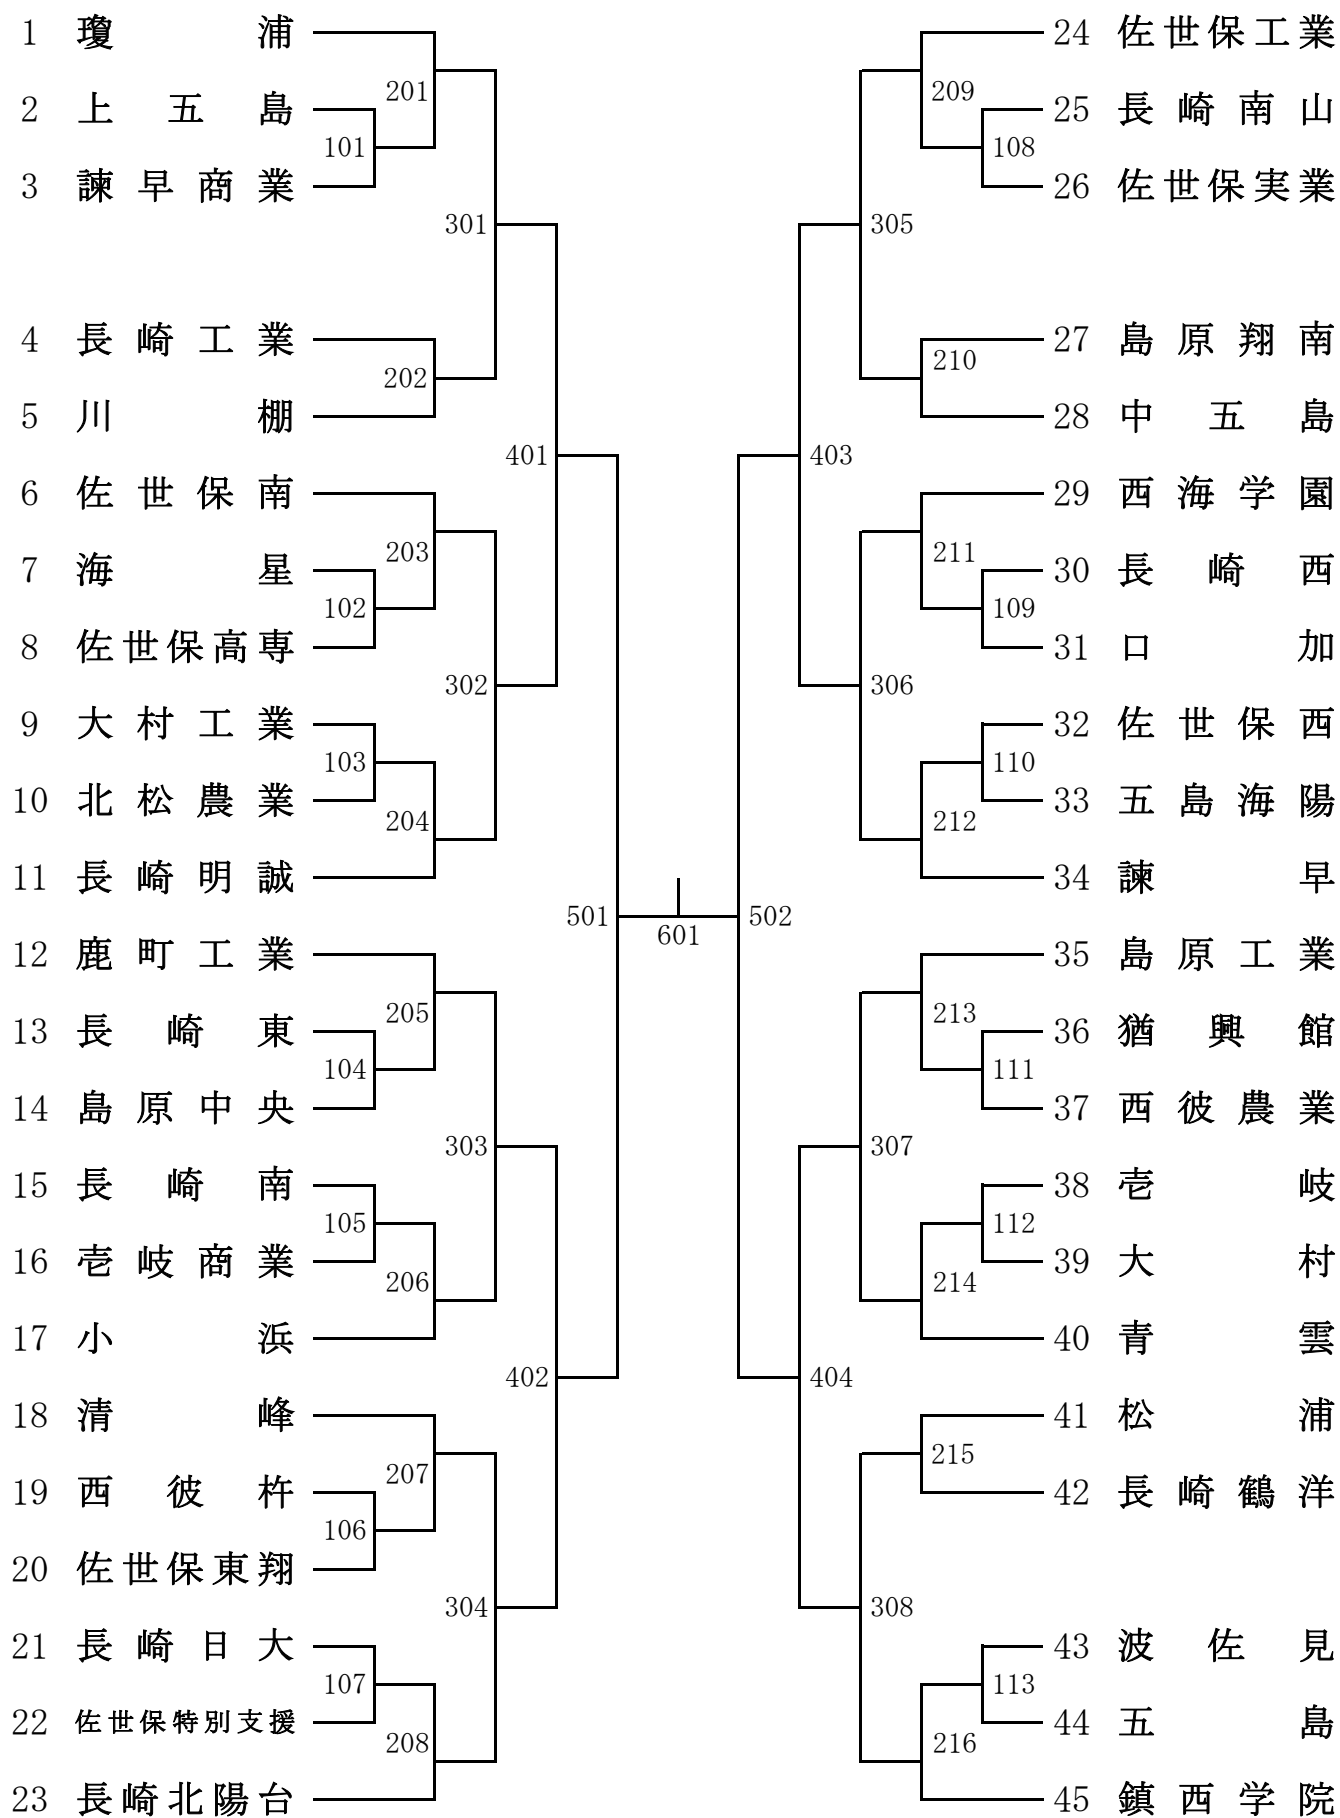 1 瓊浦
2 上五島
3 諫早商業
4 長崎工業
5 川棚
6 佐世保南
7 海星
8 佐世保高専
9 大村工業
10 北松農業
11 長崎明誠
12 鹿町工業
13 長崎東
14 島原中央
15 長崎南
16 壱岐商業
17 小浜
18 清峰
19 西彼杵
20 佐世保東翔
21 長崎日大
22 佐世保特別支援
23 長崎北陽台
101
102
103
104
105
106
107
201
202
203
204
205
206
207
208
301
302
303
304
401
402
501
601
502
403
404
305
306
307
308
209
210
211
212
213
214
215
216
108
109
110
111
112
113
24 佐世保工業
25 長崎南山
26 佐世保実業
27 島原翔南
28 中五島
29 西海学園
30 長崎西
31 口加
32 佐世保西
33 五島海陽
34 諫早
35 島原工業
36 猶興館
37 西彼農業
38 壱岐
39 大村
40 青雲
41 松浦
42 長崎鶴洋
43 波佐見
44 五島
45 鎮西学院